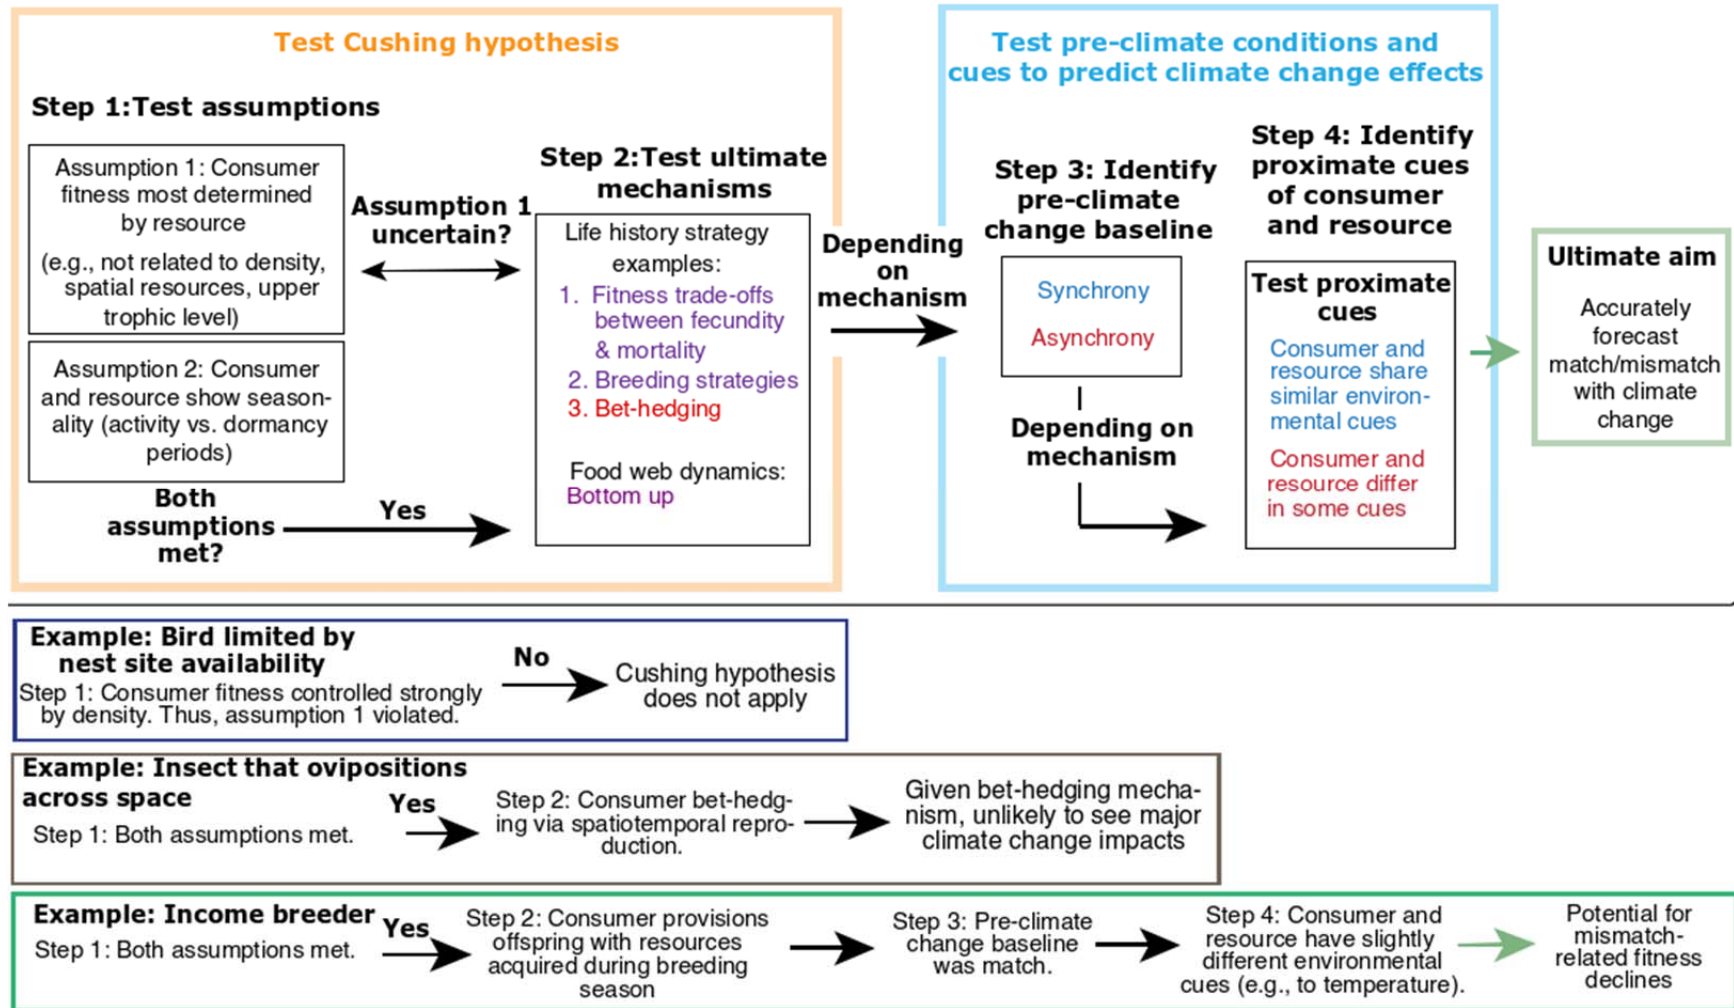 Test Cushing hypothesis
Step 1:Test assumptions
Assumption 1: Consumer
fitness most determined
by resource
(e.g., not related to density,
spatial resources, upper
trophic level)
Assumption 2: Consumer
and resource show season-
ality (activity vs. dormancy
periods)
Both
assumptions
met?
Yes
Assumption 1
uncertain?
Step 2:Test ultimate
mechanisms
Life history strategy
examples:
1. Fitness trade-offs
between fecundity
& mortality
2. Breeding strategies
3. Bet-hedging
Food web dynamics:
Bottom up
Depending
on
mechanism
Test pre-climate conditions and
cues to predict climate change effects
Step 3: Identify
pre-climate
change baseline
Synchrony
Asynchrony
Depending on
mechanism
Step 4: Identify
proximate cues
of consumer
and resource
Test proximate
cues
Consumer and
resource share
similar environ-
mental cues
Consumer and
resource differ
in some cues
Ultimate aim
Accurately
forecast
match/mismatch
with climate
change
Example: Bird limited by
nest site availability
Step 1: Consumer fitness controlled strongly
by density. Thus, assumption 1 violated.
No
Cushing hypothesis
does not apply
Example: Insect that ovipositions
across space
Step 1: Both assumptions met.
Yes
Step 2: Consumer bet-hedg-
ing via spatiotemporal repro-
duction.
Given bet-hedging mecha-
nism, unlikely to see major
climate change impacts
Example: Income breeder
Step 1: Both assumptions met.
Yes
Step 2: Consumer provisions
offspring with resources
acquired during breeding
season
Step 3: Pre-climate
change baseline
was match.
Step 4: Consumer and
resource have slightly
different environmental
cues (e.g., to temperature).
Potential for
mismatch-
related fitness
declines